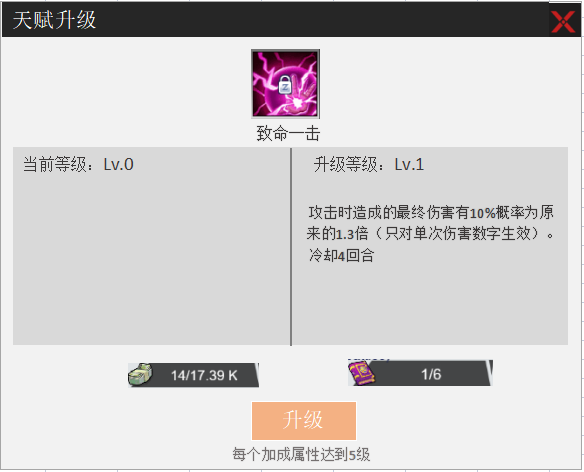 天赋升级
致命一击
当前等级：Lv.0
升级等级：Lv.1
攻击时造成的最终伤害有10%概率为原
来的1.3倍（只对单次伤害数字生效）。
冷却4回合
14/17.39 K
1/6
升级
每个加成属性达到5级